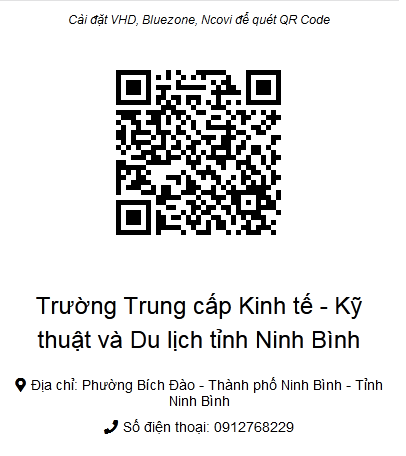 Cài đặt VHD, Bluezone, Ncovi để quét QR Code
Trường Trung cấp Kinh tế - Kỹ
thuật và Du lịch tỉnh Ninh Bình
Địa chỉ: Phường Bích Đào - Thành phố Ninh Bình - Tỉnh
Ninh Bình
Số điện thoại: 0912768229